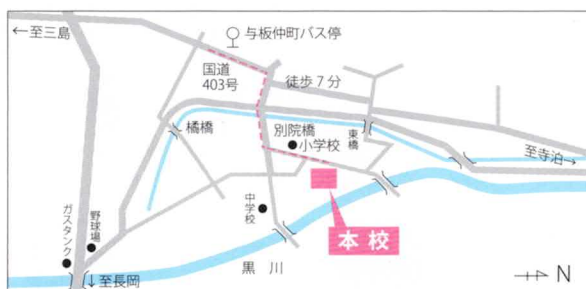 ←至三島
与板仲町バス停
国道
403号
徒歩7分
橘橋
別院橋
小学校
東橋
至寺泊→
ガスタンク
野球場
中学校
本校
↓至長岡
黒川
N